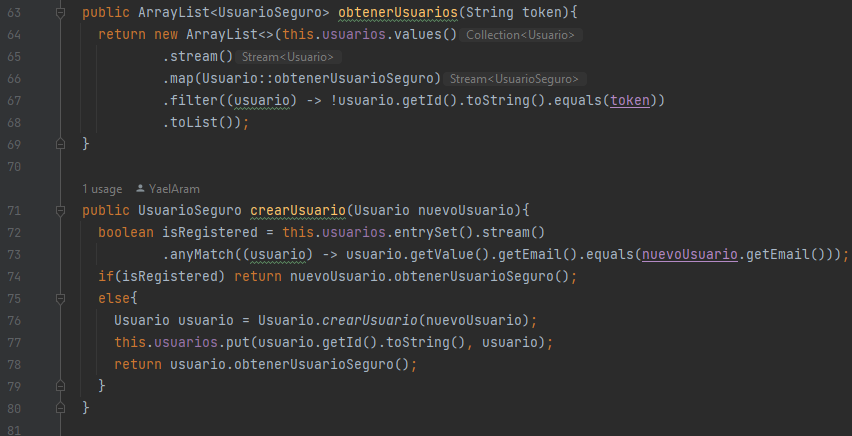 63 public ArrayList<UsuarioSeguro> obtenerUsuarios(String token){
64 return new ArrayList<>(this.usuarios.values() Collection<Usuario>
65 .stream() Stream<Usuario>
66 .map(Usuario::obtenerUsuarioSeguro) Stream<UsuarioSeguro>
67 .filter((usuario) -> !usuario.getId().toString().equals(token))
68 .toList());
69 }
70
1 usage YaelAram
71 public UsuarioSeguro crearUsuario(Usuario nuevoUsuario){
72 boolean isRegistered = this.usuarios.entrySet().stream()
73 .anyMatch((usuario) -> usuario.getValue().getEmail().equals(nuevoUsuario.getEmail()));
74 if(isRegistered) return nuevoUsuario.obtenerUsuarioSeguro();
75 else{
76 Usuario usuario = Usuario.crearUsuario(nuevoUsuario);
77 this.usuarios.put(usuario.getId().toString(), usuario);
78 return usuario.obtenerUsuarioSeguro();
79 }
80 }
81